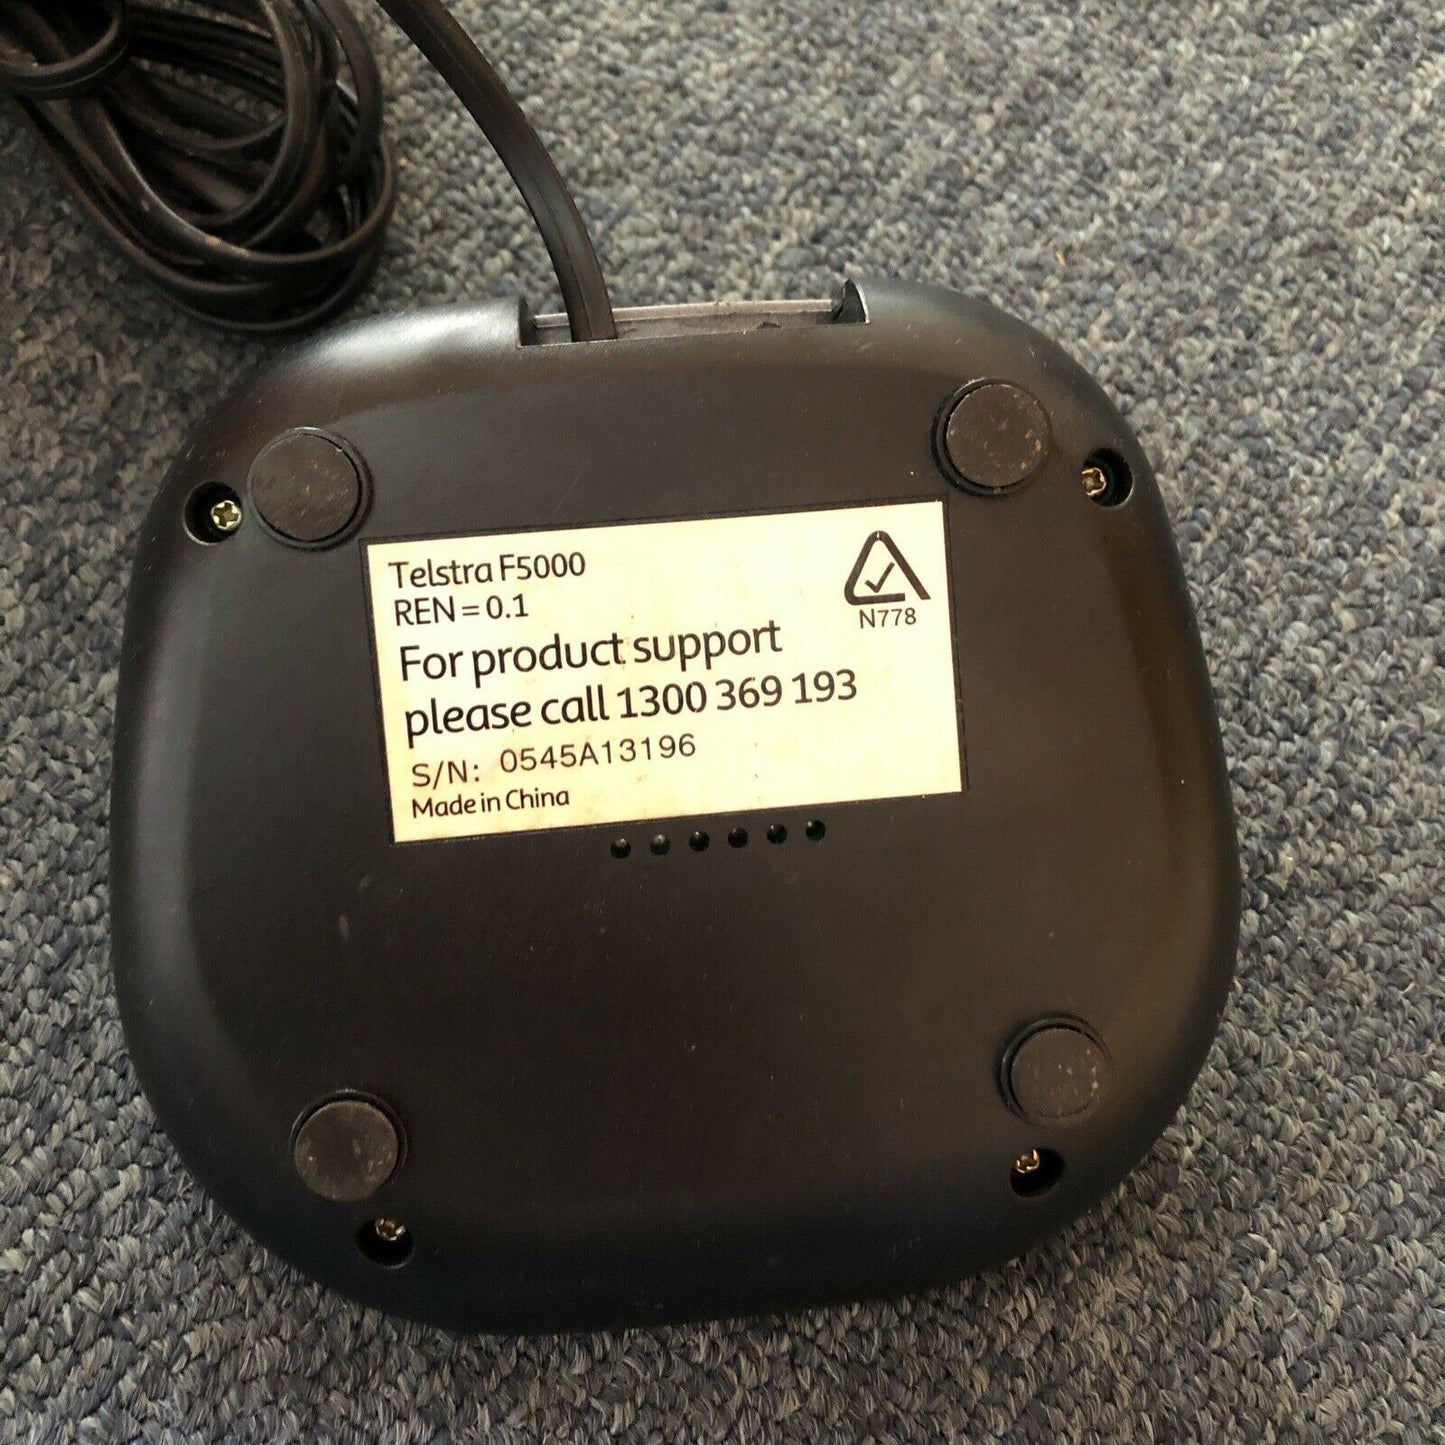 Telstra F5000
REN = 0.1
N778
For product support
please call 1300 369 193
S/N: 0545A13196
Made in China